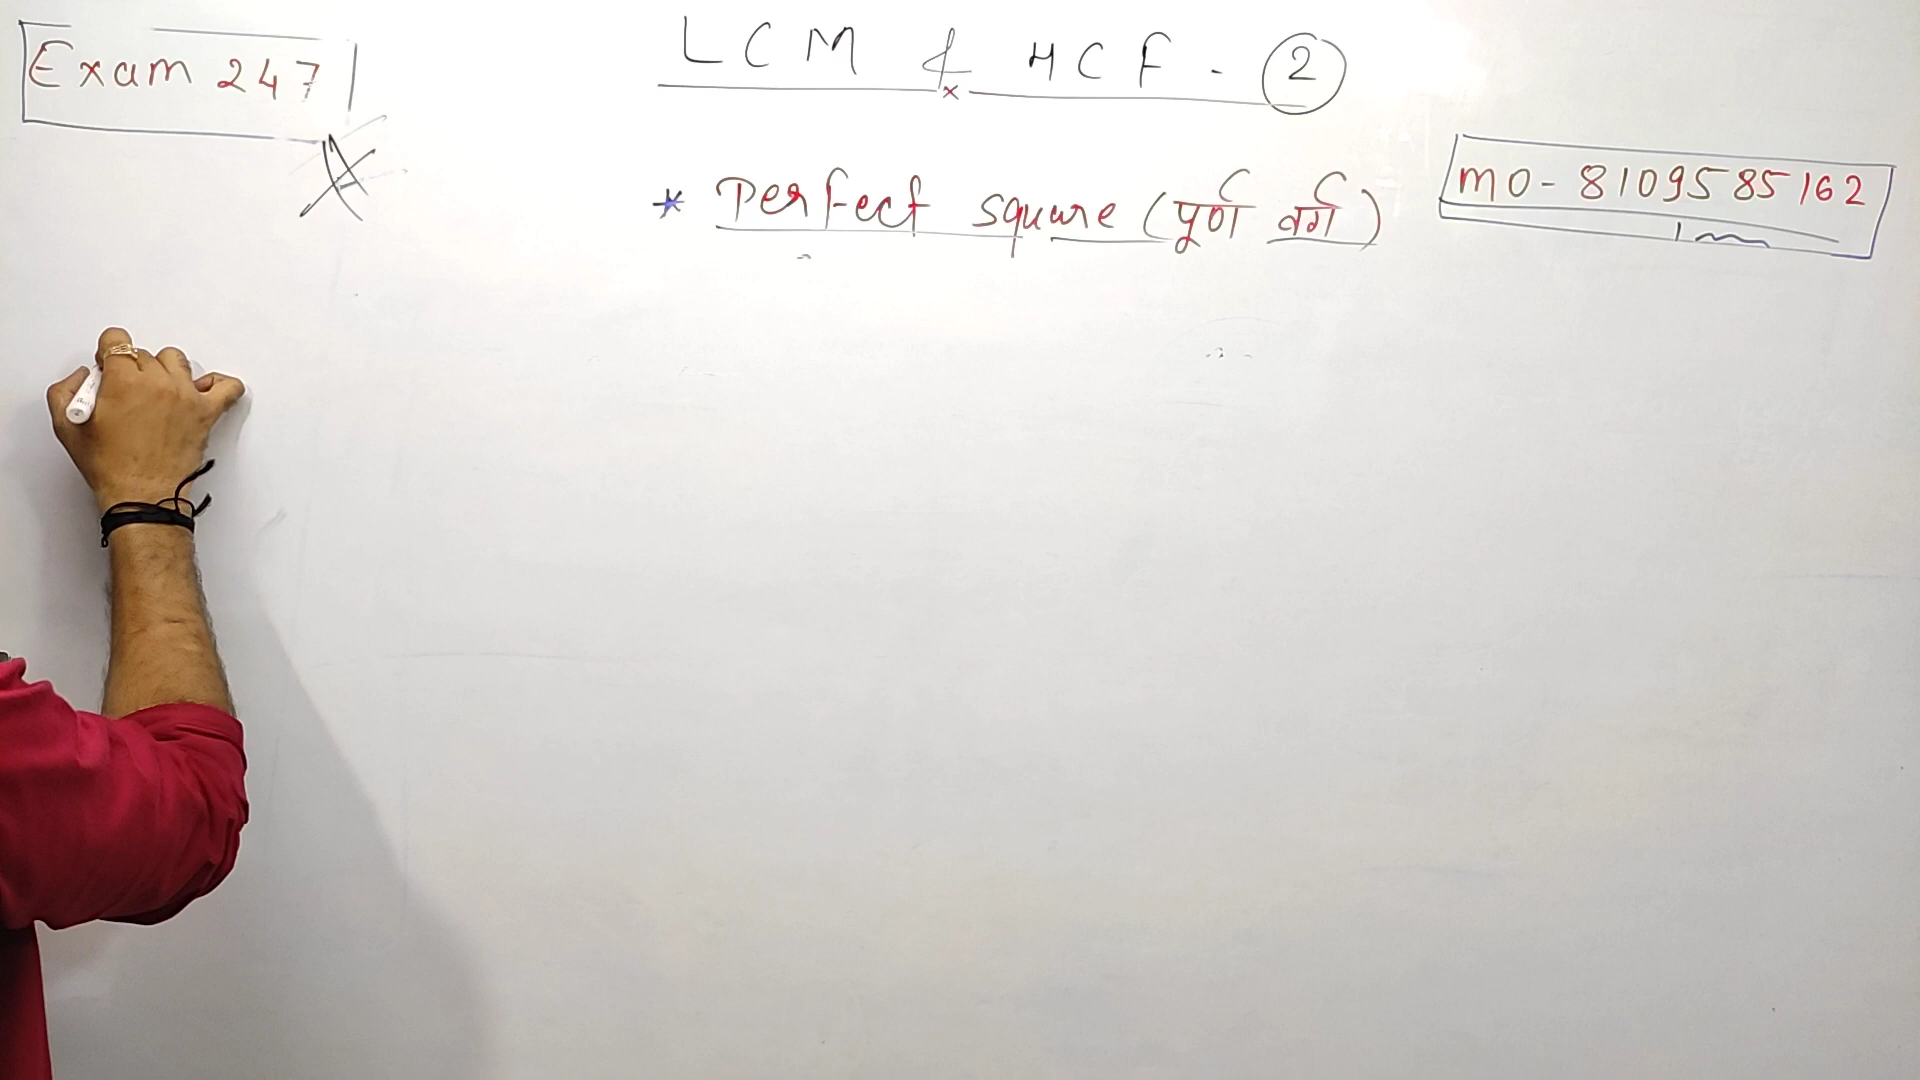 Exam 247
LCM & HCF - 2
* Perfect square (पूर्ण वर्ग)
mo - 8109585162